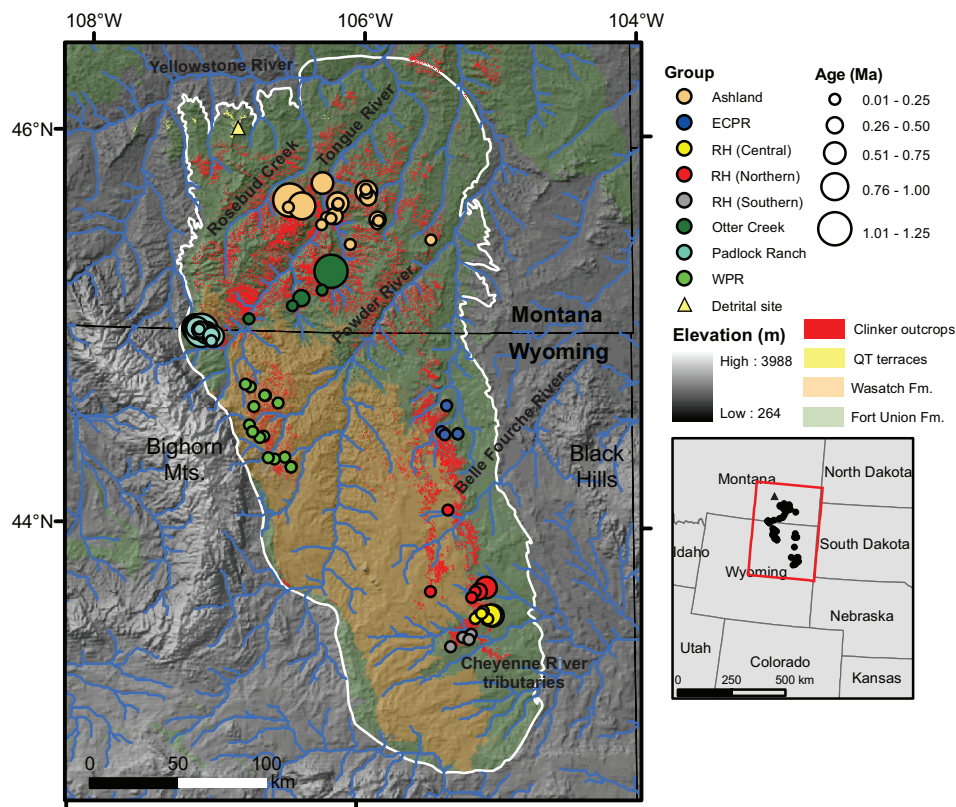 108°W
106°W
104°W
46°N
44°N
Yellowstone River
Tongue River
Rosebud Creek
Powder River
Montana
Wyoming
Belle Fourche River
Bighorn
Mts.
Black
Hills
Cheyenne River
tributaries
0 50 100
km
Group
Ashland
ECPR
RH (Central)
RH (Northern)
RH (Southern)
Otter Creek
Padlock Ranch
WPR
Detrital site
Age (Ma)
0.01 - 0.25
0.26 - 0.50
0.51 - 0.75
0.76 - 1.00
1.01 - 1.25
Elevation (m)
High : 3988
Low : 264
Clinker outcrops
QT terraces
Wasatch Fm.
Fort Union Fm.
Montana
North Dakota
Idaho
South Dakota
Wyoming
Nebraska
Utah
Colorado
Kansas
0 250 500 km